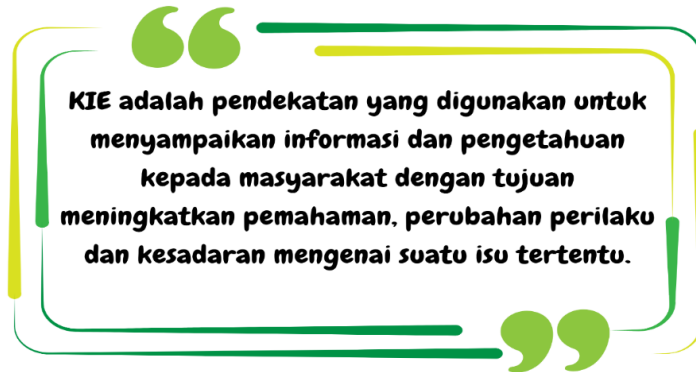 KIE adalah pendekatan yang digunakan untuk
menyampaikan informasi dan pengetahuan
kepada masyarakat dengan tujuan
meningkatkan pemahaman, perubahan perilaku
dan kesadaran mengenai suatu isu tertentu.